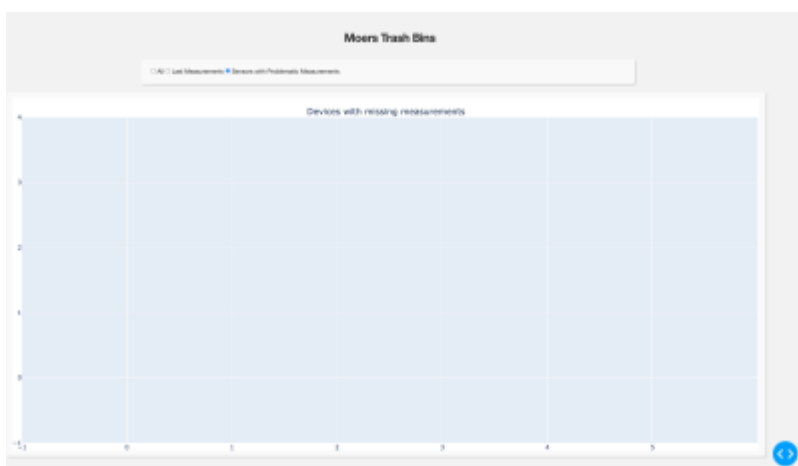 Moers Trash Bins
All Last Measurements Sensors with Problematic Measurements
Devices with missing measurements
4
3
2
1
0
−1
−1 0 1 2 3 4 5